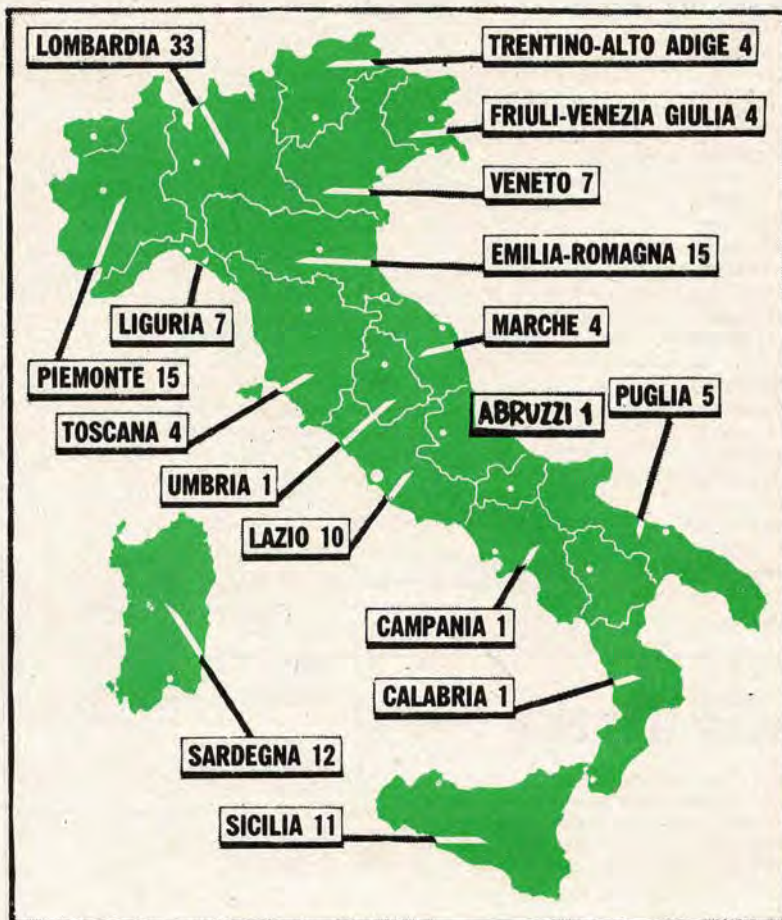 LOMBARDIA 33
TRENTINO-ALTO ADIGE 4
FRIULI-VENEZIA GIULIA 4
VENETO 7
EMILIA-ROMAGNA 15
LIGURIA 7
MARCHE 4
PIEMONTE 15
ABRUZZI 1
PUGLIA 5
TOSCANA 4
UMBRIA 1
LAZIO 10
CAMPANIA 1
CALABRIA 1
SARDEGNA 12
SICILIA 11